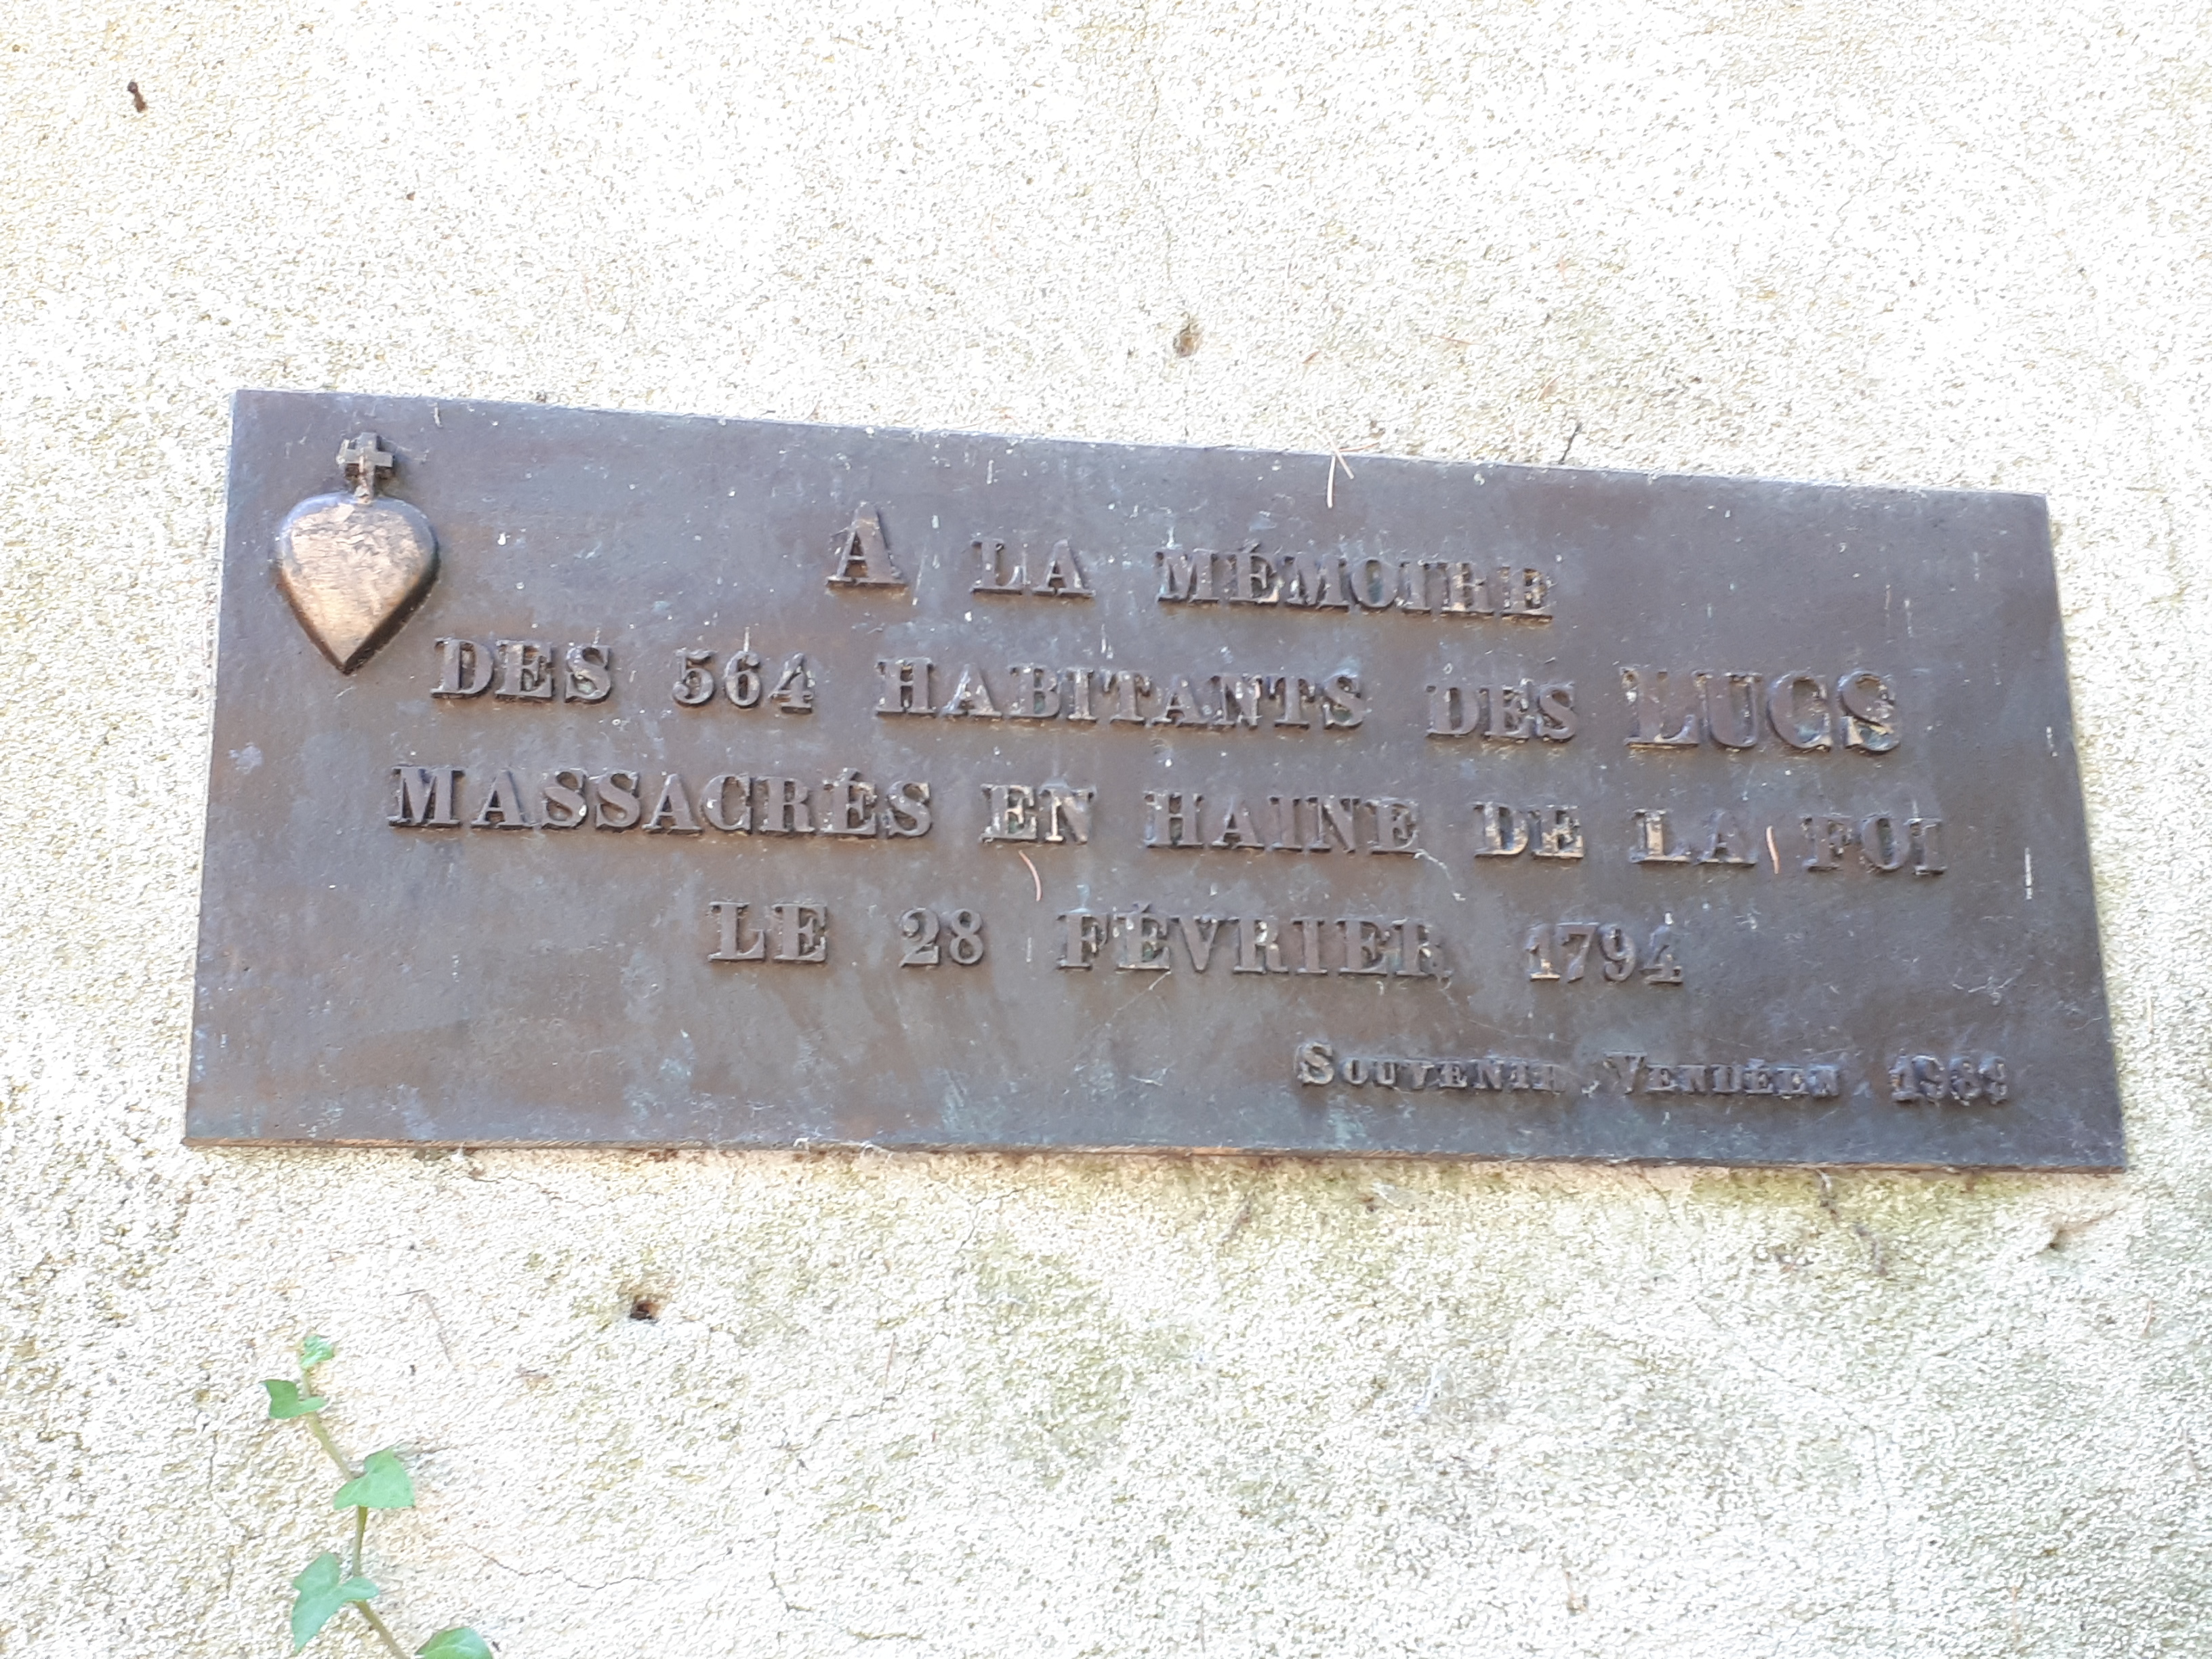 A LA MÉMOIRE
DES 564 HABITANTS DES LUCS
MASSACRÉS EN HAINE DE LA FOI
LE 28 FÉVRIER 1794
SOUVENIR VENDÉEN 1989